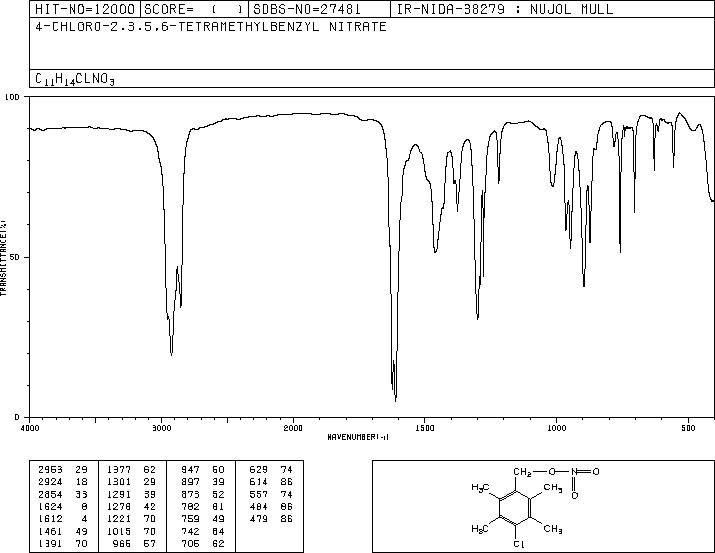 HIT-NO=12000 SCORE= ( ) SDBS-NO=27481 IR-NIDA-38279 : NUJOL MULL
4-CHLORO-2,3,5,6-TETRAMETHYLBENZYL NITRATE
C11H14CLNO3
100
50
0
TRANSMITTANCE(%)
4000 3000 2000 1500 1000 500
WAVENUMBER(-1)
2963 29 1377 62 947 50 629 74
2924 18 1301 29 897 39 614 86
2854 33 1291 39 873 52 557 74
1624 8 1278 42 782 81 484 86
1612 4 1221 70 759 49 479 86
1461 49 1015 70 742 84
1391 70 966 57 705 62
CH2 O N O
O
H3C CH3
H3C CH3
Cl